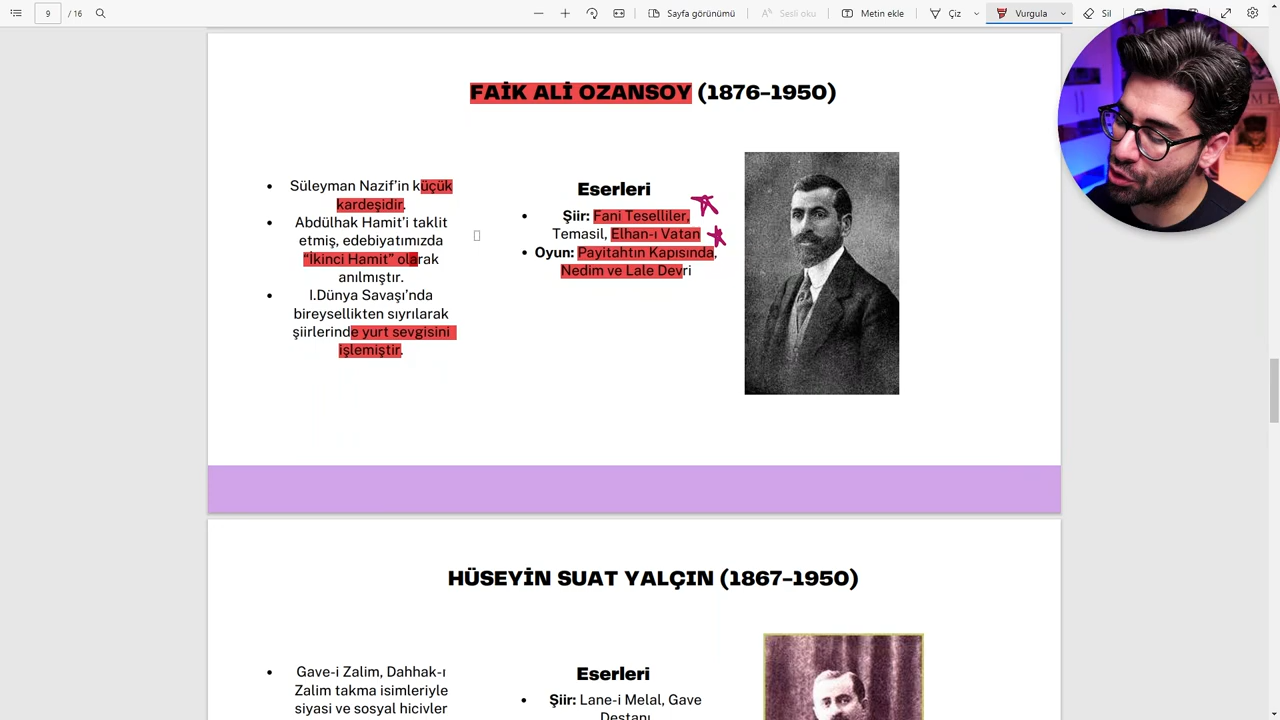 9 / 16
Sayfa görünümü
Sesli oku
Metin ekle
Çiz
Vurgula
Sil
FAİK ALİ OZANSOY (1876–1950)
• Süleyman Nazif’in küçük
kardeşidir.
• Abdülhak Hamit’i taklit
etmiş, edebiyatımızda
“İkinci Hamit” olarak
anılmıştır.
• I.Dünya Savaşı’nda
bireysellikten sıyrılarak
şiirlerinde yurt sevgisini
işlemiştir.
Eserleri
• Şiir: Fani Teselliler,
Temasil, Elhan-ı Vatan
• Oyun: Payitahtın Kapısında,
Nedim ve Lale Devri
HÜSEYİN SUAT YALÇIN (1867–1950)
• Gave-i Zalim, Dahhak-ı
Zalim takma isimleriyle
siyasi ve sosyal hicivler
Eserleri
• Şiir: Lane-i Melal, Gave
Destanı